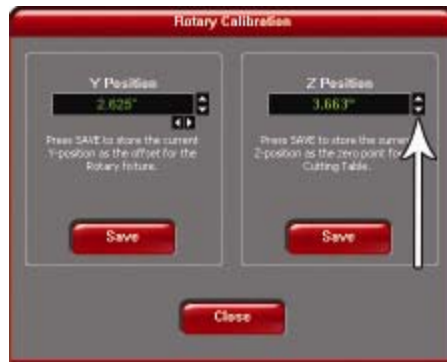 Rotary Calibration
Y Position
2.625"
Press SAVE to store the current
Y-position as the offset for the
Rotary fixture.
Save
Z Position
3.663"
Press SAVE to store the current
Z-position as the zero point for
Cutting Table.
Save
Close